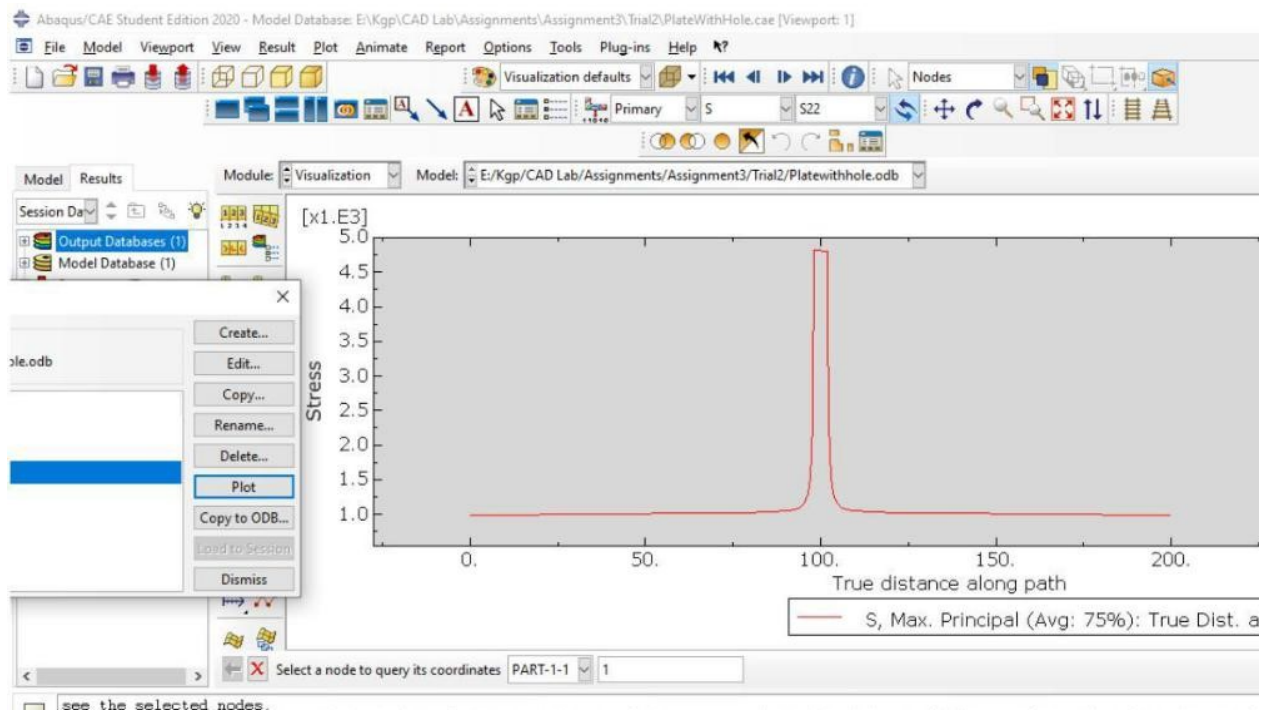 Abaqus/CAE Student Edition 2020 - Model Database: E:\Kgp\CAD Lab\Assignments\Assignment3\Trial2\PlateWithHole.cae [Viewport: 1]
File Model Viewport View Result Plot Animate Report Options Tools Plug-ins Help
Visualization defaults Nodes
Primary S S22
Model Results Module: Visualization Model: E:/Kgp/CAD Lab/Assignments/Assignment3/Trial2/Platewithhole.odb
Session Da
Output Databases (1)
Model Database (1)
ole.odb
Create...
Edit...
Copy...
Rename...
Delete...
Plot
Copy to ODB...
Load to Session
Dismiss
[x1.E3]
5.0
4.5
4.0
3.5
3.0
2.5
2.0
1.5
1.0
Stress
0. 50. 100. 150. 200.
True distance along path
S, Max. Principal (Avg: 75%): True Dist. a
Select a node to query its coordinates PART-1-1 1
see the selected nodes.